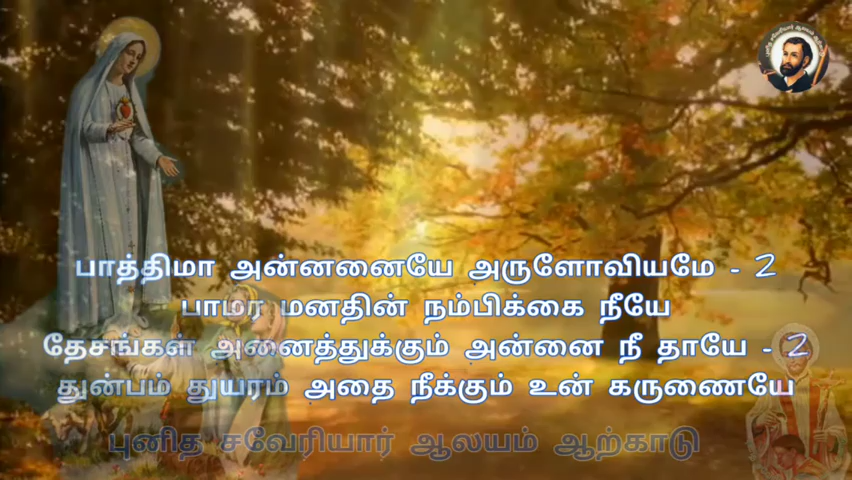 பாத்திமா அன்னனையே அருளோவியமே - 2
பாமர மனதின் நம்பிக்கை நீயே
தேசங்கள் அனைத்துக்கும் அன்னை நீ தாயே - 2
துன்பம் துயரம் அதை நீக்கும் உன் கருணையே
புனித சவேரியார் ஆலயம் ஆற்காடு